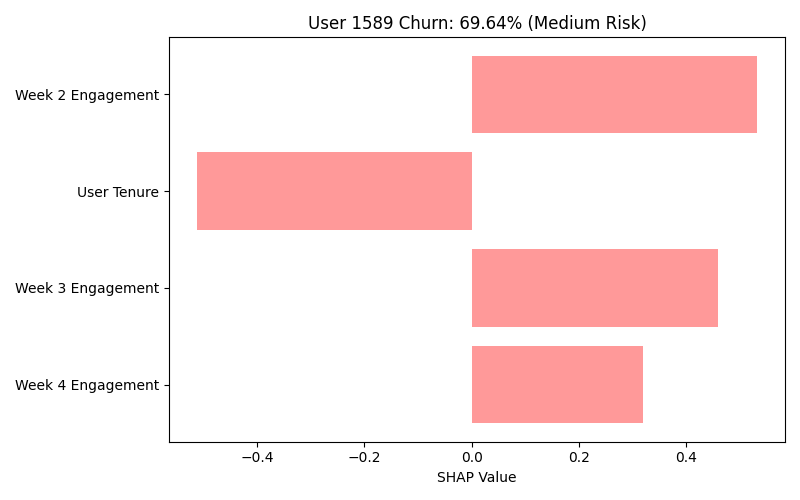 User 1589 Churn: 69.64% (Medium Risk)
Week 2 Engagement
User Tenure
Week 3 Engagement
Week 4 Engagement
−0.4 −0.2 0.0 0.2 0.4
SHAP Value